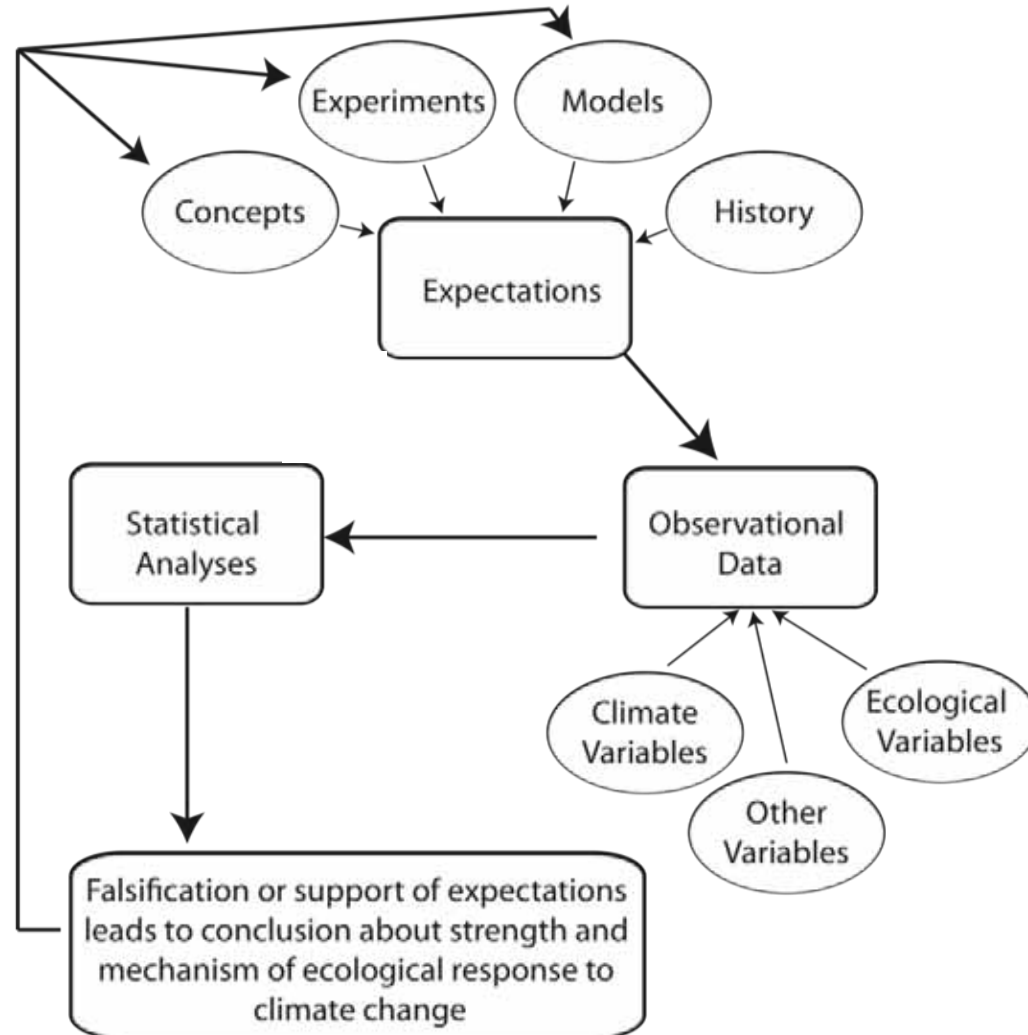 Experiments
Models
Concepts
History
Expectations
Statistical
Analyses
Observational
Data
Climate
Variables
Ecological
Variables
Other
Variables
Falsification or support of expectations
leads to conclusion about strength and
mechanism of ecological response to
climate change